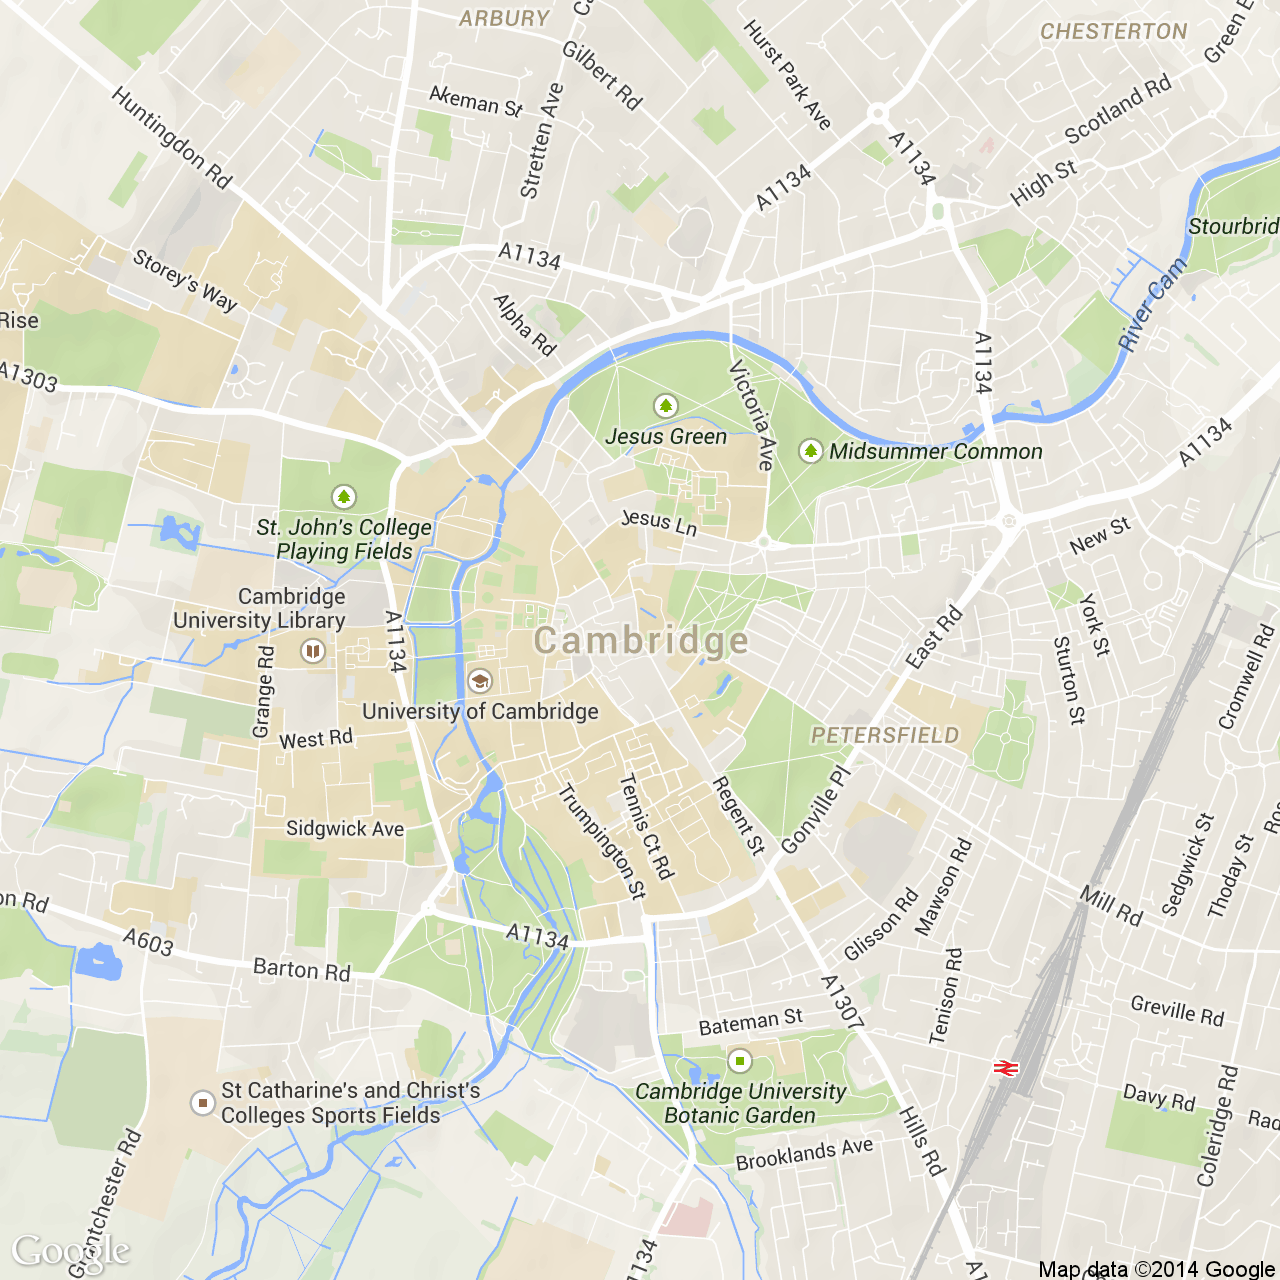 ARBURY
CHESTERTON
Green E
Gilbert Rd
Hurst Park Ave
Akeman St
Stretten Ave
Scotland Rd
Huntingdon Rd
A1134
High St
A1134
Stourbrid
A1134
Storey's Way
Alpha Rd
River Cam
Rise
A1303
A1134
Victoria Ave
Jesus Green
Midsummer Common
A1134
St. John's College
Playing Fields
Jesus Ln
New St
Cambridge
University Library
A1134
Cambridge
East Rd
York St
Sturton St
Cromwell Rd
Grange Rd
University of Cambridge
West Rd
PETERSFIELD
Regent St
Gonville Pl
Tennis Ct Rd
Trumpington St
Sidgwick Ave
Mawson Rd
Sedgwick St
Thoday St
Mill Rd
on Rd
A603
Barton Rd
A1134
Glisson Rd
Tenison Rd
A1307
Bateman St
Greville Rd
Cambridge University
Botanic Garden
St Catharine's and Christ's
Colleges Sports Fields
Davy Rd
Rad
Coleridge Rd
Hills Rd
Brooklands Ave
Grantchester Rd
1134
A1
Google
Map data ©2014 Google